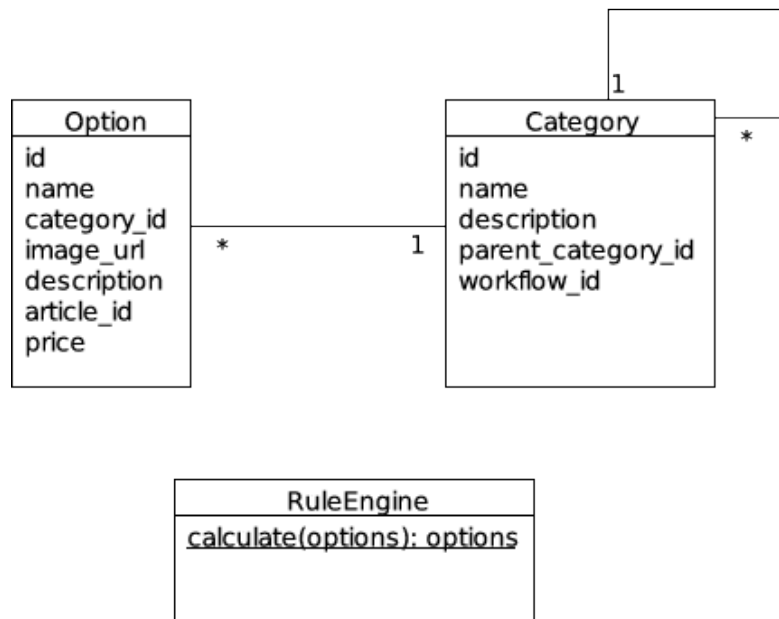 1
Option
id
name
category_id
image_url
description
article_id
price
*
1
Category
id
name
description
parent_category_id
workflow_id
*
RuleEngine
calculate(options): options